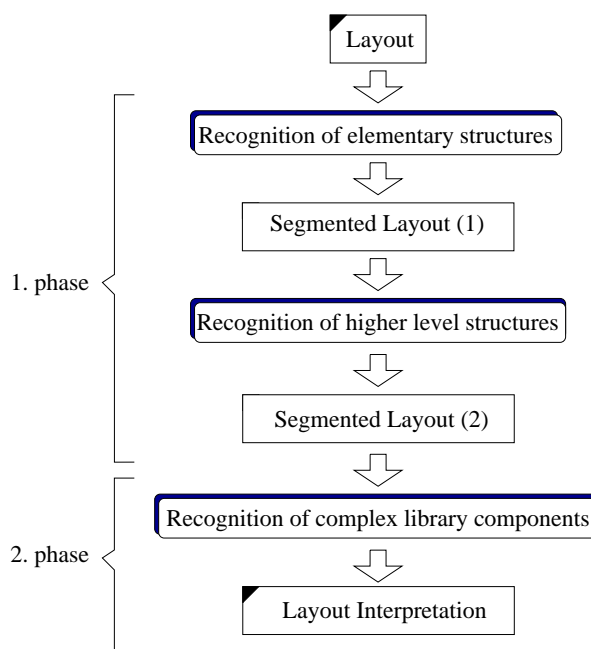 Layout
Recognition of elementary structures
Segmented Layout (1)
1. phase
Recognition of higher level structures
Segmented Layout (2)
Recognition of complex library components
2. phase
Layout Interpretation